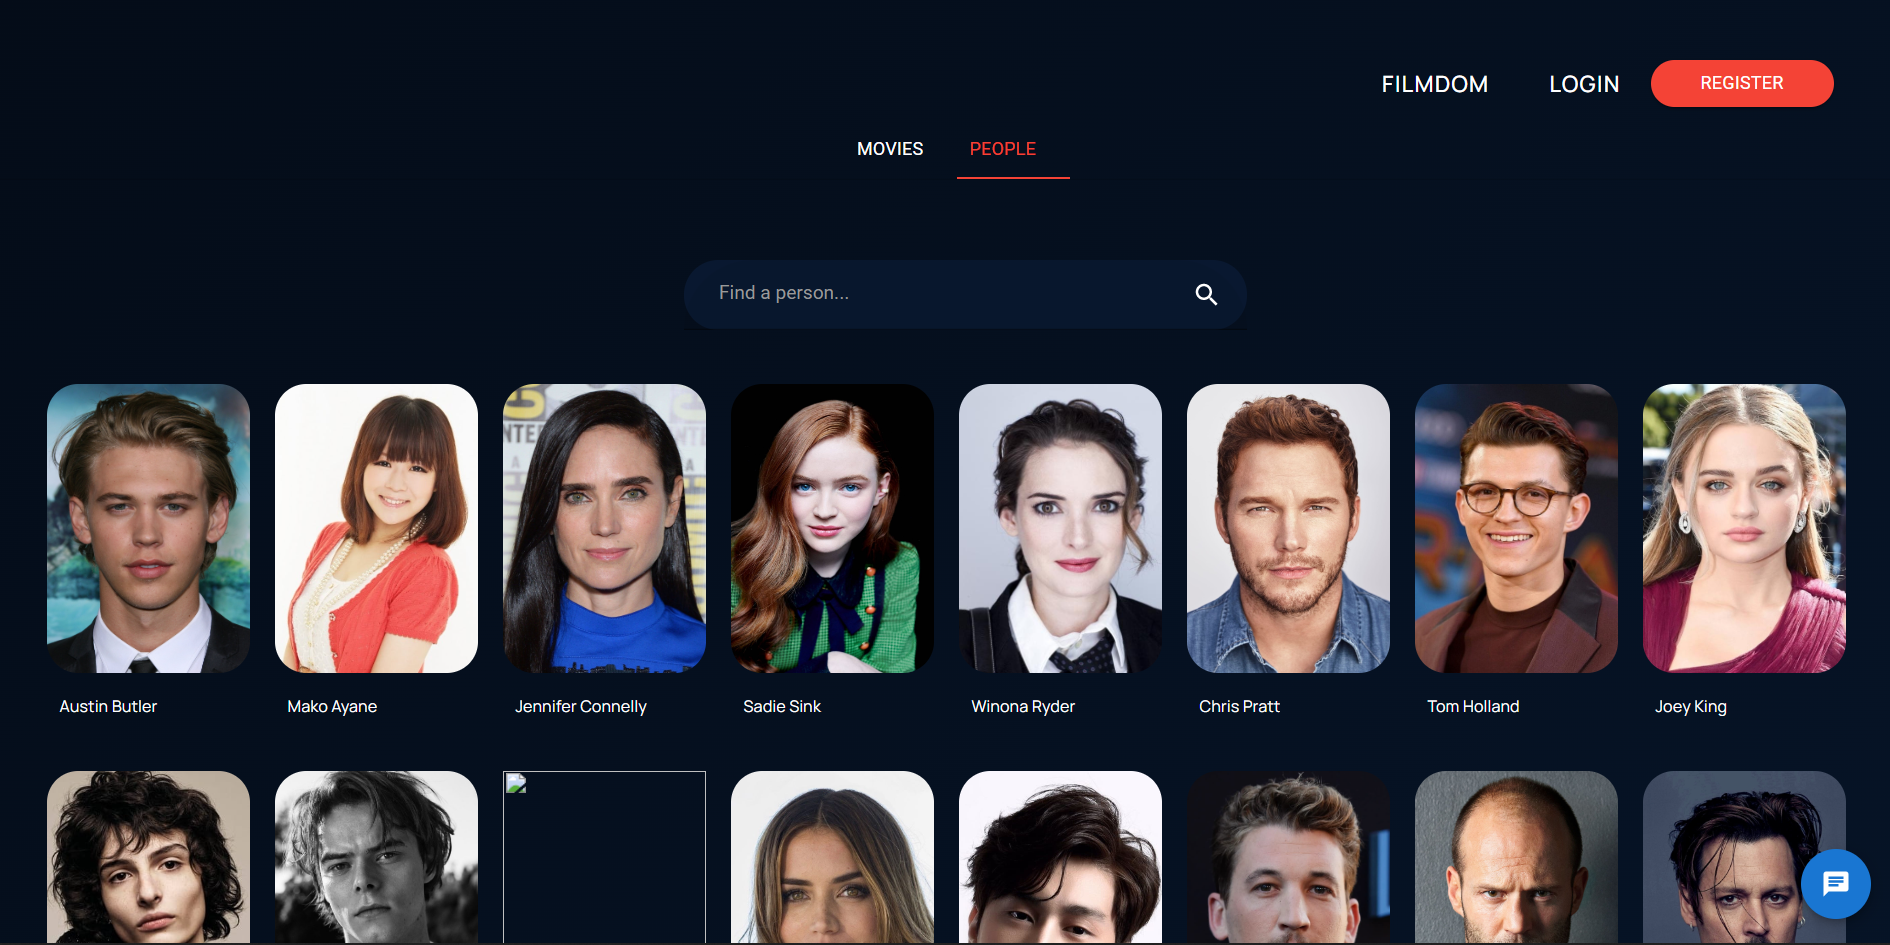 FILMDOM
LOGIN
REGISTER
MOVIES
PEOPLE
Find a person...
Austin Butler
Mako Ayane
Jennifer Connelly
Sadie Sink
Winona Ryder
Chris Pratt
Tom Holland
Joey King